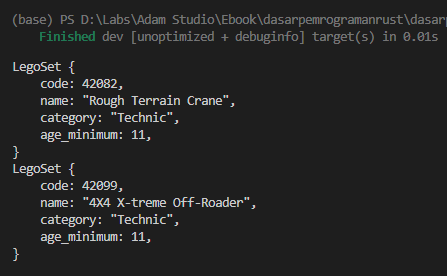 (base) PS D:\Labs\Adam Studio\Ebook\dasarpemrogramanrust\dasar
Finished dev [unoptimized + debuginfo] target(s) in 0.01s
LegoSet {
    code: 42082,
    name: "Rough Terrain Crane",
    category: "Technic",
    age_minimum: 11,
}
LegoSet {
    code: 42099,
    name: "4X4 X-treme Off-Roader",
    category: "Technic",
    age_minimum: 11,
}